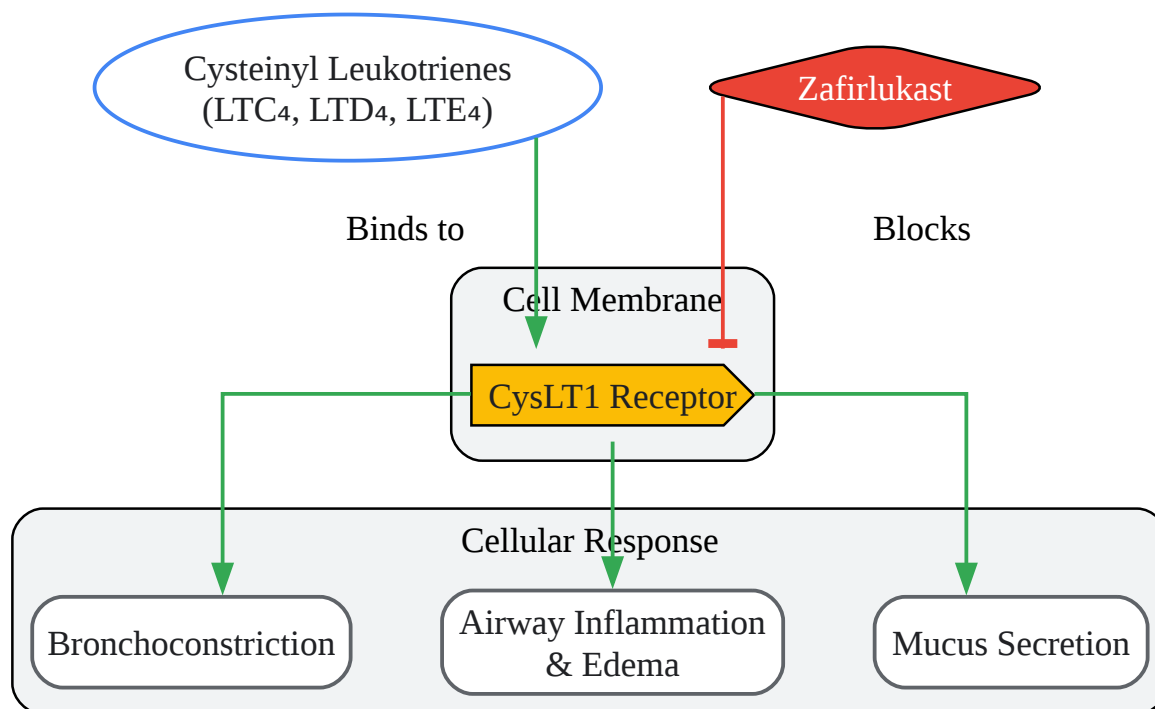 Cysteinyl Leukotrienes
(LTC₄, LTD₄, LTE₄)
Zafirlukast
Binds to
Blocks
Cell Membrane
CysLT1 Receptor
Cellular Response
Bronchoconstriction
Airway Inflammation
& Edema
Mucus Secretion